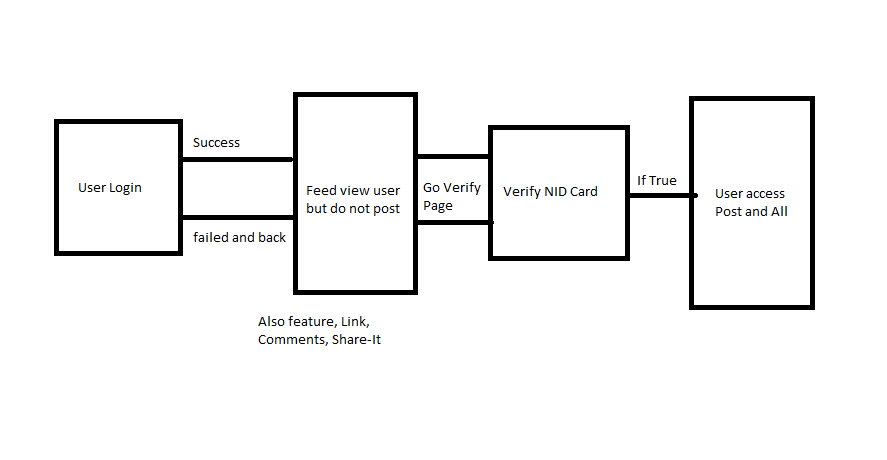 User Login
Success
failed and back
Feed view user
but do not post
Also feature, Link,
Comments, Share-It
Go Verify
Page
Verify NID Card
If True
User access
Post and All